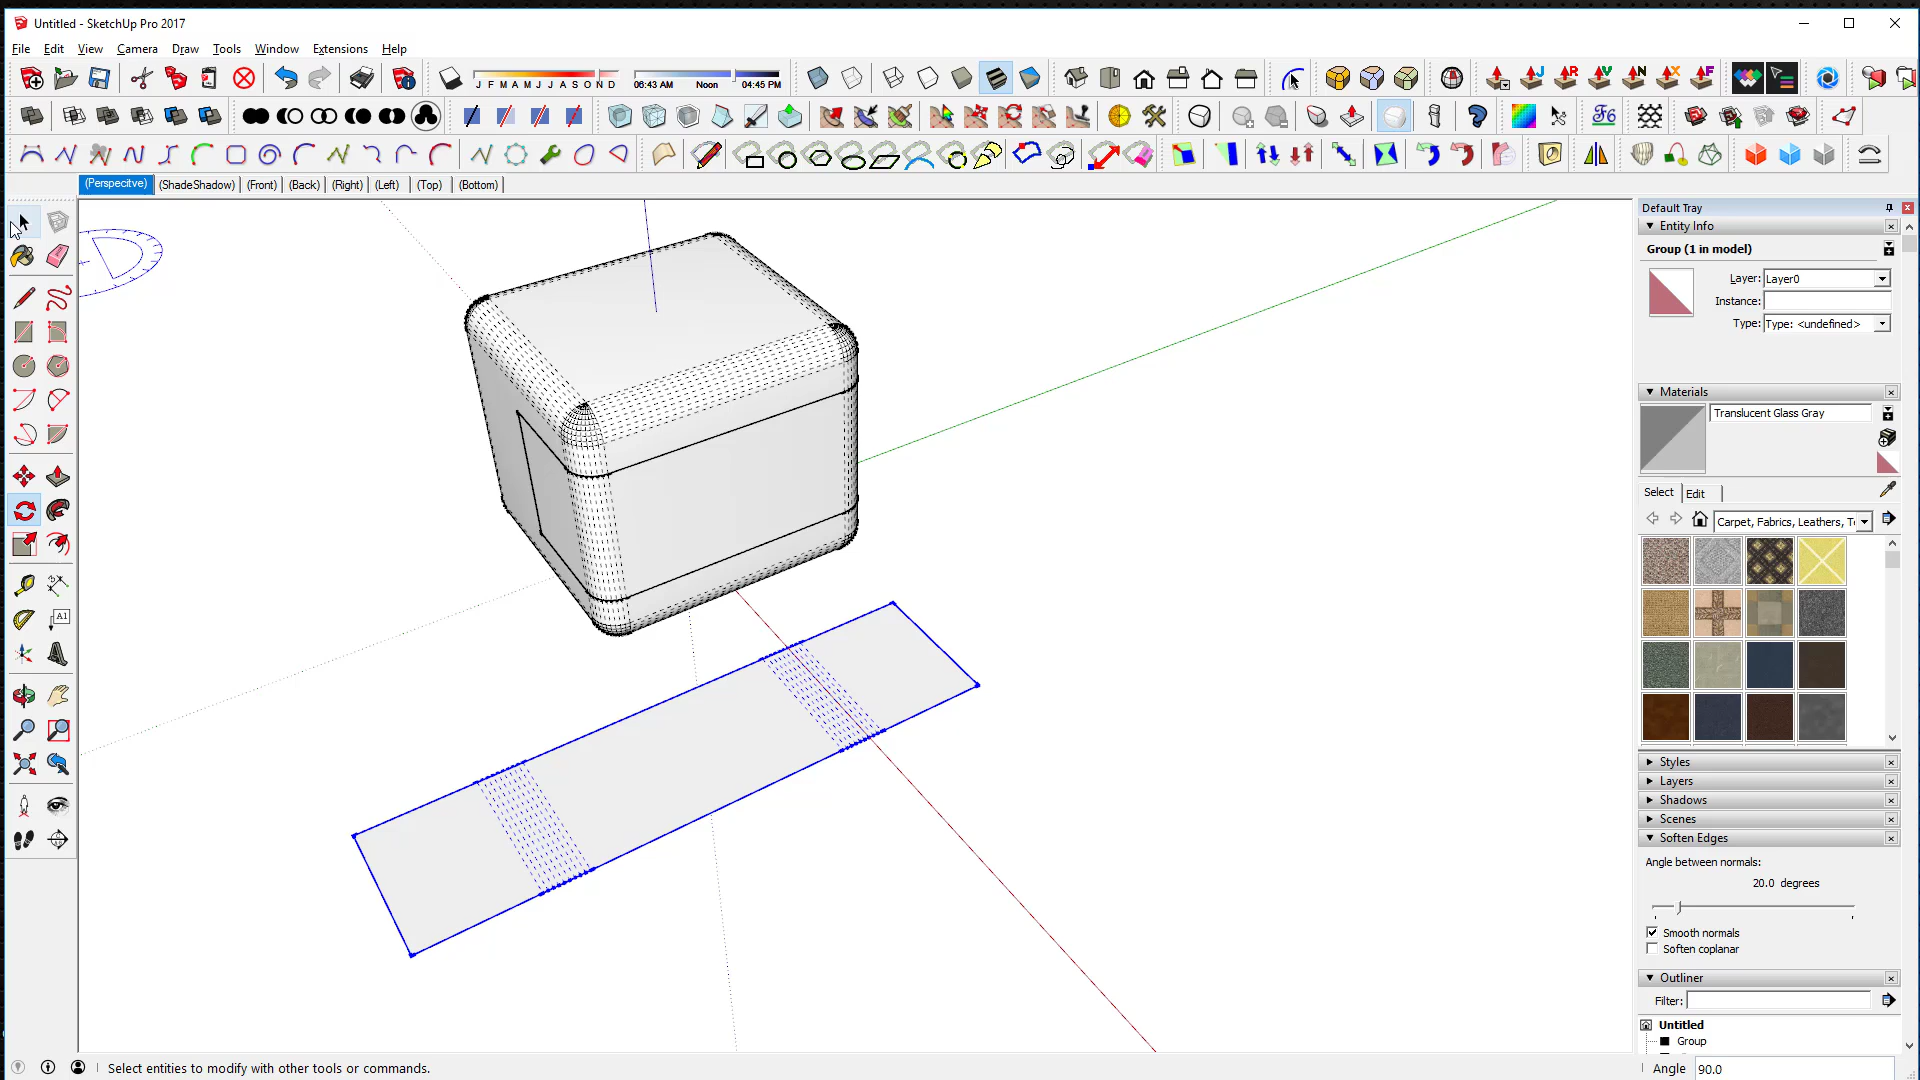 Untitled - SketchUp Pro 2017
File Edit View Camera Draw Tools Window Extensions Help
J F M A M J J A S O N D 06:43 AM Noon 04:45 PM
J R V N X F
F6
(Perspecitve) (ShadeShadow) (Front) (Back) (Right) (Left) (Top) (Bottom)
Default Tray
Entity Info
Group (1 in model)
Layer: Layer0
Instance:
Type: Type: <undefined>
Materials
Translucent Glass Gray
Select Edit
Carpet, Fabrics, Leathers, T
A1
Styles
Layers
Shadows
Scenes
Soften Edges
Angle between normals:
20.0 degrees
Smooth normals
Soften coplanar
Outliner
Filter:
Untitled
Group
Select entities to modify with other tools or commands.
Angle 90.0